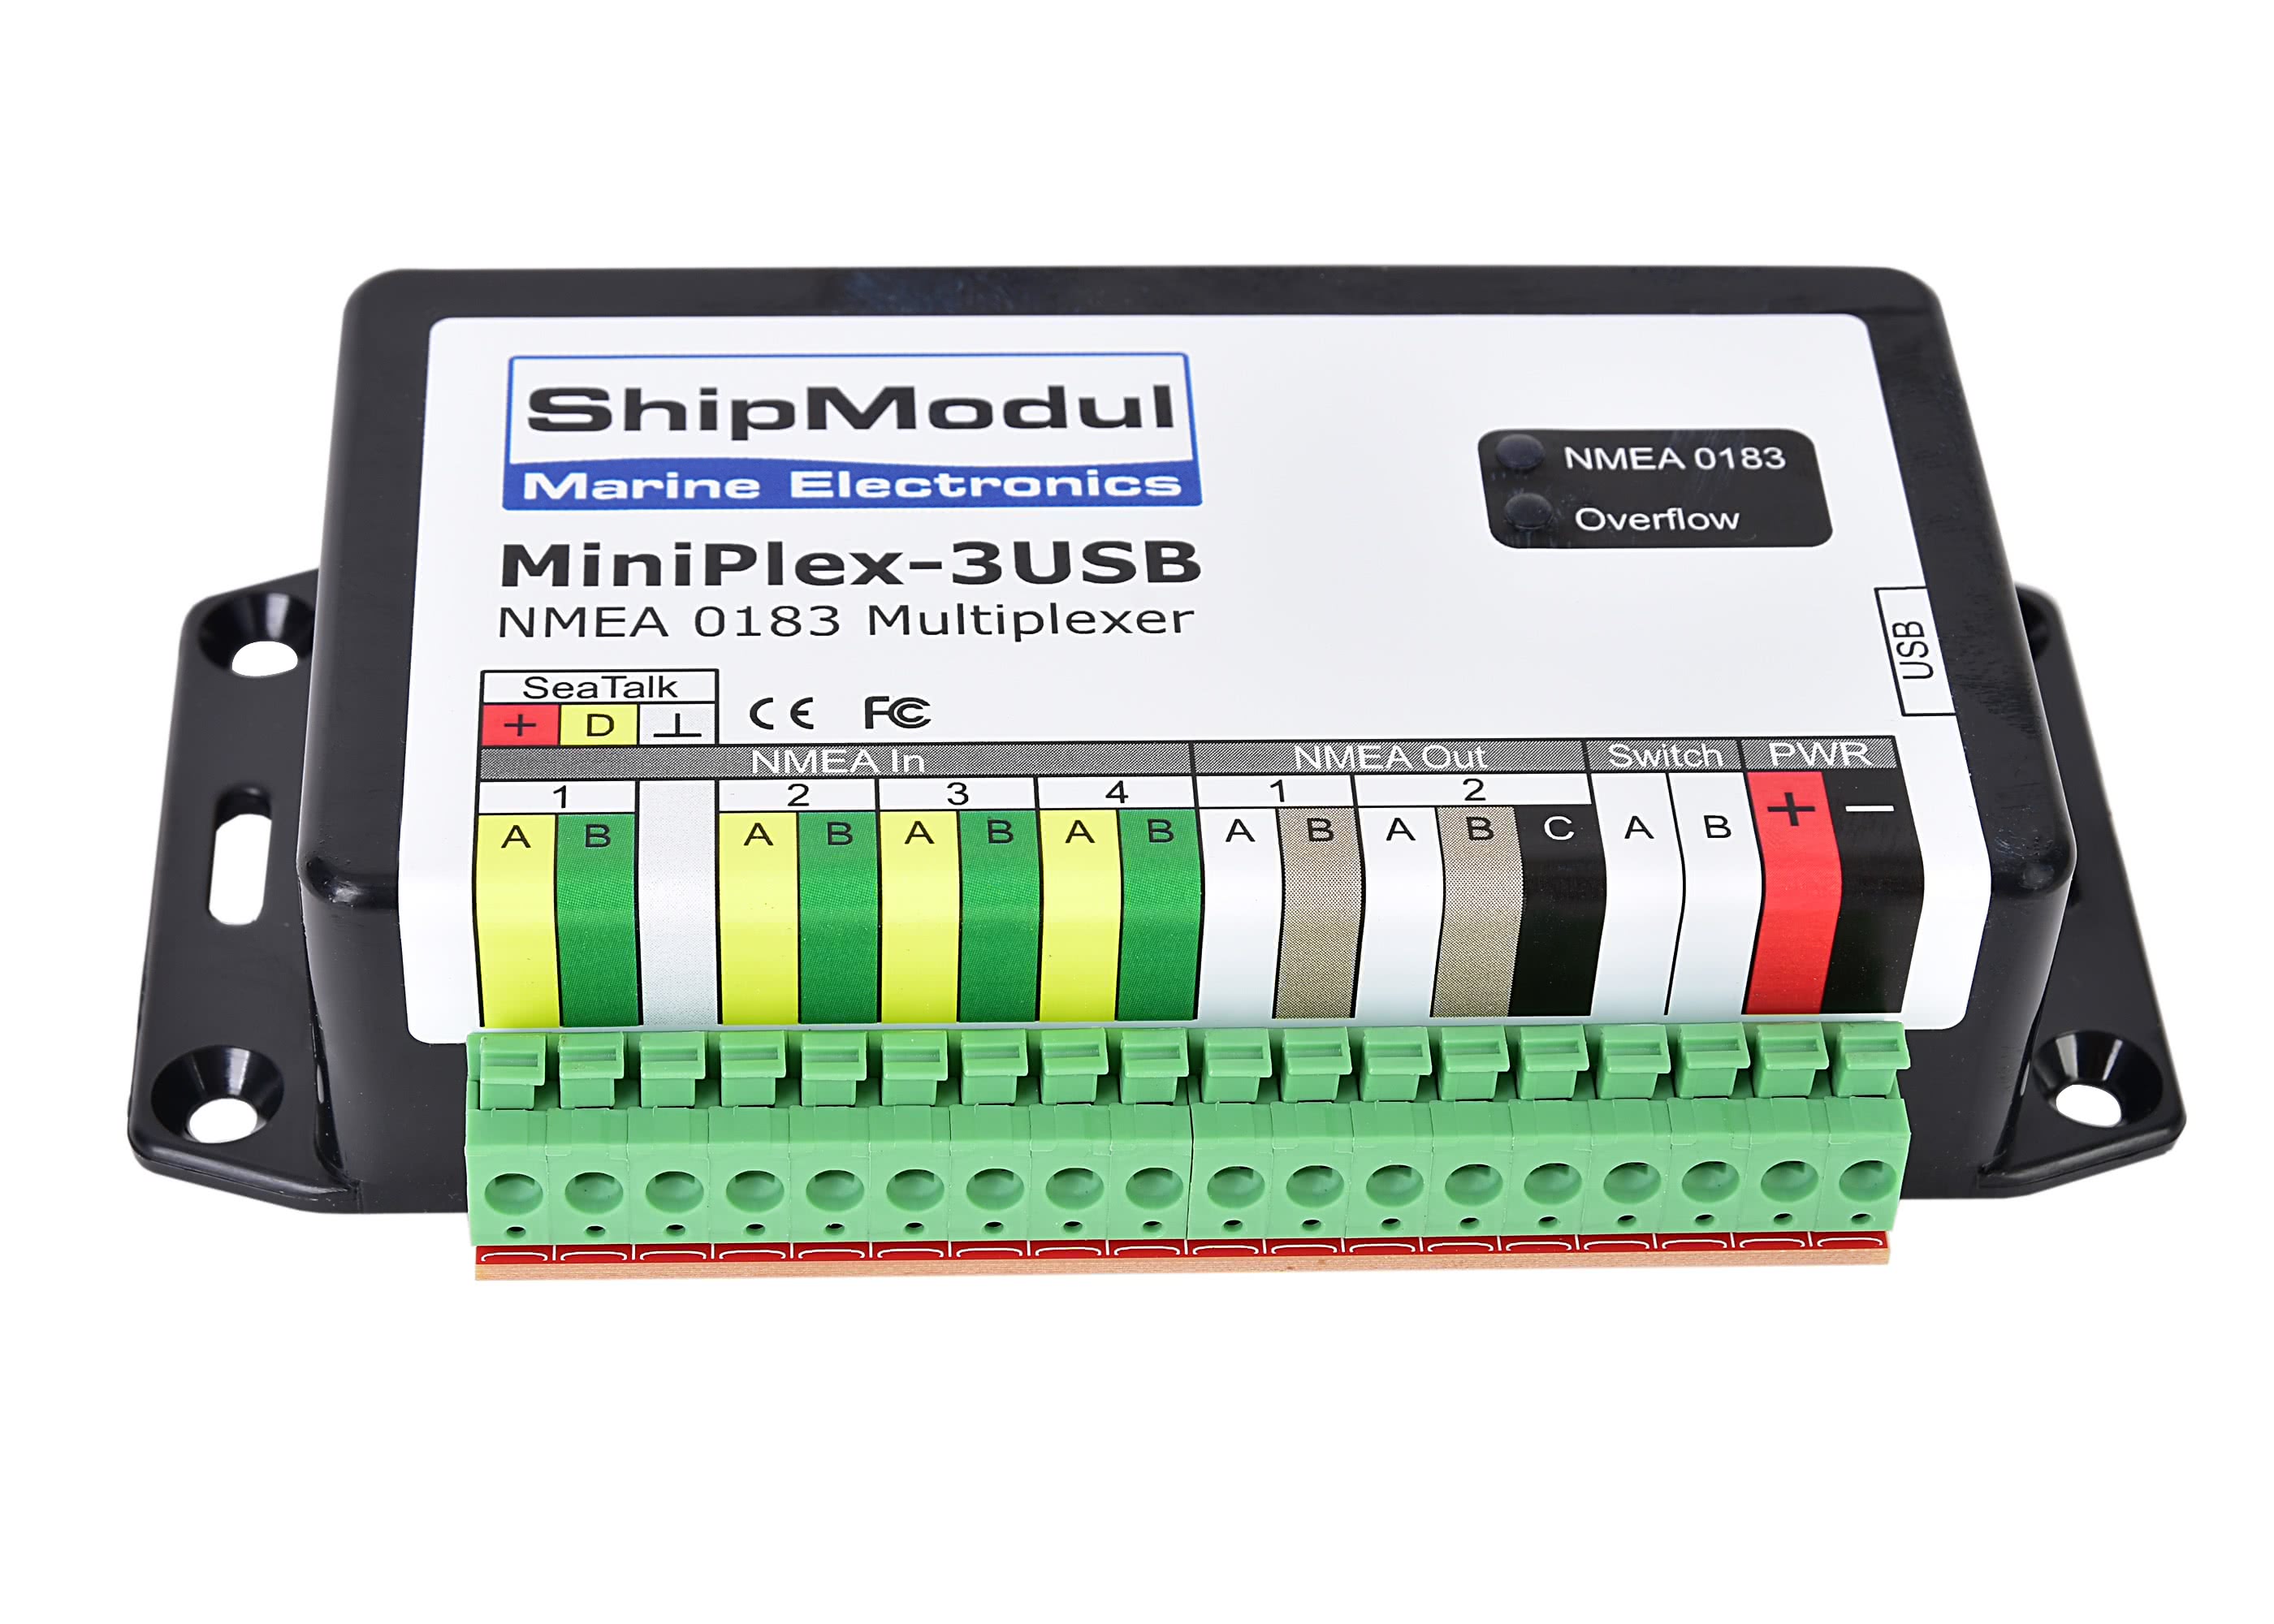 ShipModul
Marine Electronics
MiniPlex-3USB
NMEA 0183 Multiplexer
NMEA 0183
Overflow
USB
SeaTalk
+ D ⊥
CE FC
NMEA In NMEA Out Switch PWR
1 2 3 4 1 2
A B A B A B A B A B A B C A B + −